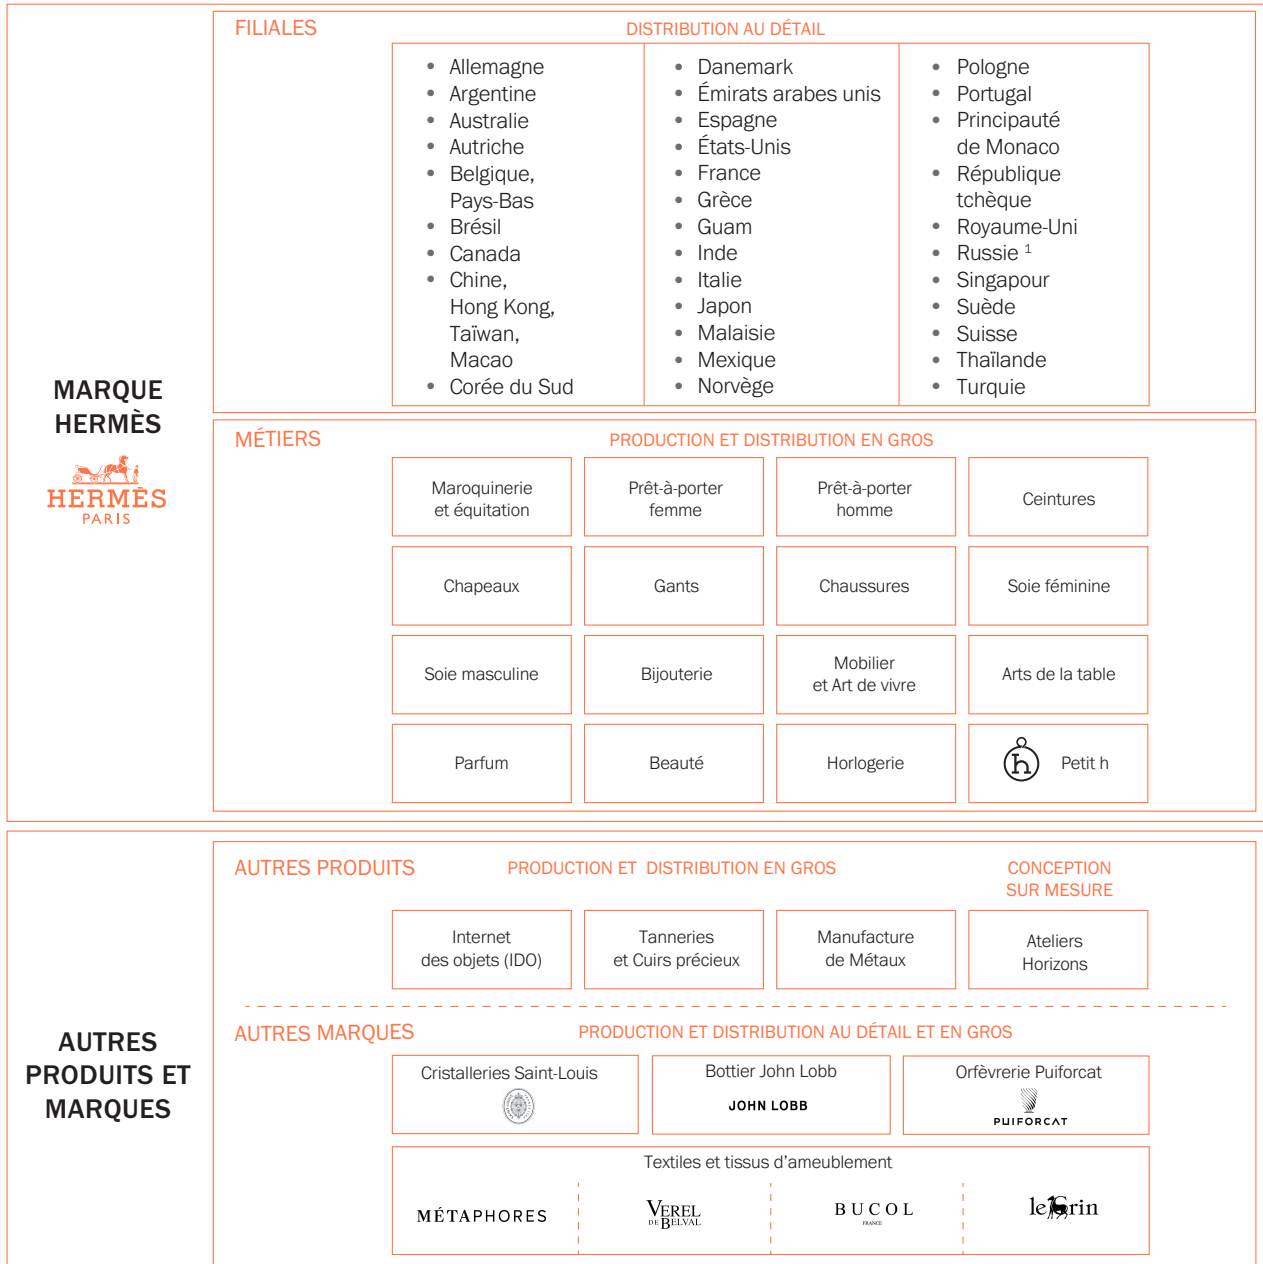 FILIALES
DISTRIBUTION AU DÉTAIL
• Allemagne
• Argentine
• Australie
• Autriche
• Belgique,
Pays-Bas
• Brésil
• Canada
• Chine,
Hong Kong,
Taïwan,
Macao
• Corée du Sud
• Danemark
• Émirats arabes unis
• Espagne
• États-Unis
• France
• Grèce
• Guam
• Inde
• Italie
• Japon
• Malaisie
• Mexique
• Norvège
• Pologne
• Portugal
• Principauté
de Monaco
• République
tchèque
• Royaume-Uni
• Russie ¹
• Singapour
• Suède
• Suisse
• Thaïlande
• Turquie
MARQUE
HERMÈS
HERMÈS
PARIS
MÉTIERS
PRODUCTION ET DISTRIBUTION EN GROS
Maroquinerie
et équitation
Prêt-à-porter
femme
Prêt-à-porter
homme
Ceintures
Chapeaux
Gants
Chaussures
Soie féminine
Soie masculine
Bijouterie
Mobilier
et Art de vivre
Arts de la table
Parfum
Beauté
Horlogerie
h Petit h
AUTRES
PRODUITS ET
MARQUES
AUTRES PRODUITS
PRODUCTION ET DISTRIBUTION EN GROS
CONCEPTION
SUR MESURE
Internet
des objets (IDO)
Tanneries
et Cuirs précieux
Manufacture
de Métaux
Ateliers
Horizons
AUTRES MARQUES
PRODUCTION ET DISTRIBUTION AU DÉTAIL ET EN GROS
Cristalleries Saint-Louis
Bottier John Lobb
JOHN LOBB
Orfèvrerie Puiforcat
PUIFORCAT
Textiles et tissus d'ameublement
MÉTAPHORES
VEREL
DE BELVAL
BUCOL
FRANCE
le Crin